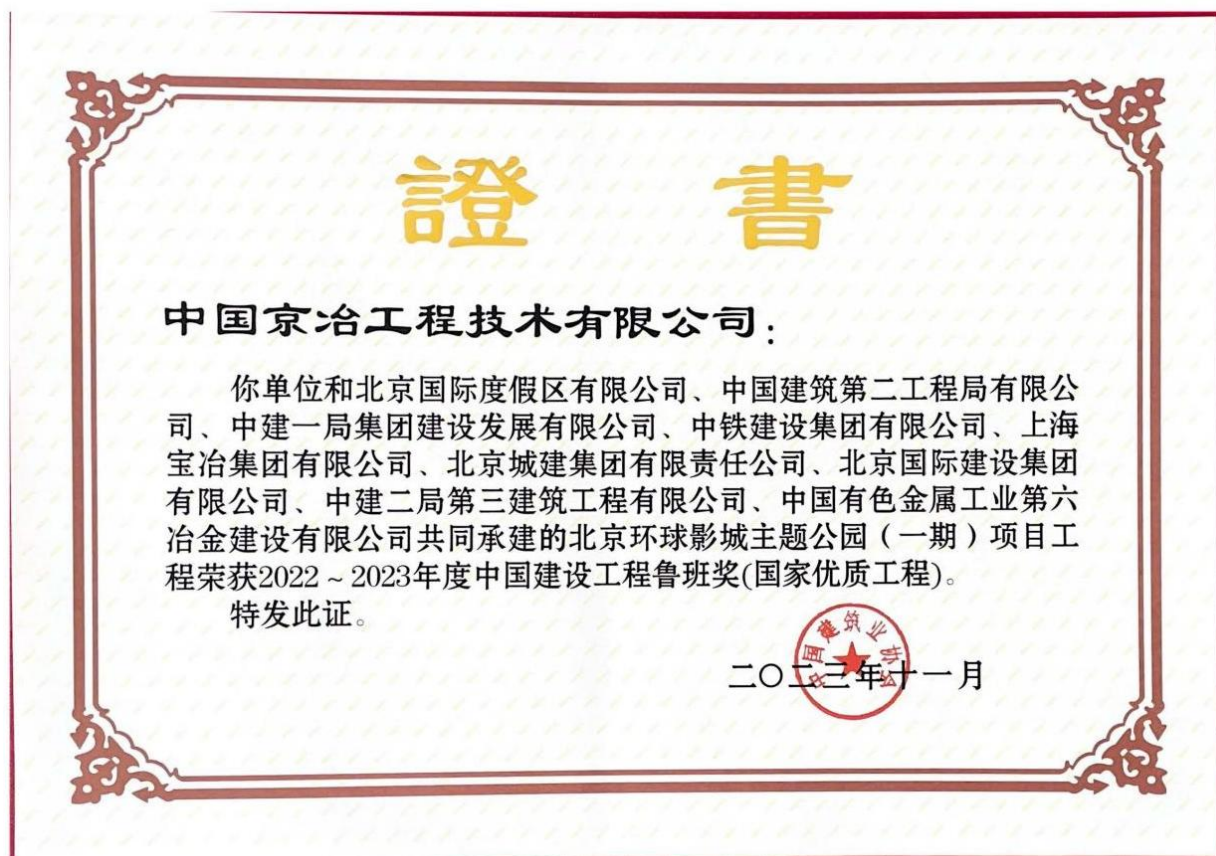 證 書
中国京冶工程技术有限公司：
你单位和北京国际度假区有限公司、中国建筑第二工程局有限公
司、中建一局集团建设发展有限公司、中铁建设集团有限公司、上海
宝冶集团有限公司、北京城建集团有限责任公司、北京国际建设集团
有限公司、中建二局第三建筑工程有限公司、中国有色金属工业第六
冶金建设有限公司共同承建的北京环球影城主题公园（一期）项目工
程荣获2022～2023年度中国建设工程鲁班奖(国家优质工程)。
特发此证。
中国建筑业协会
二〇二三年十一月